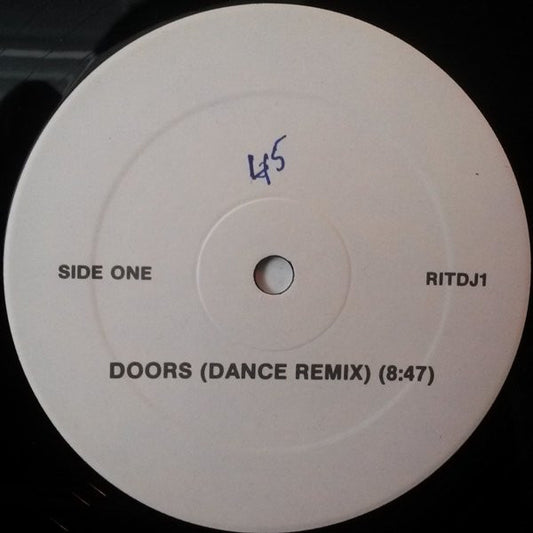 45
SIDE ONE
RITDJ1
DOORS (DANCE REMIX) (8:47)